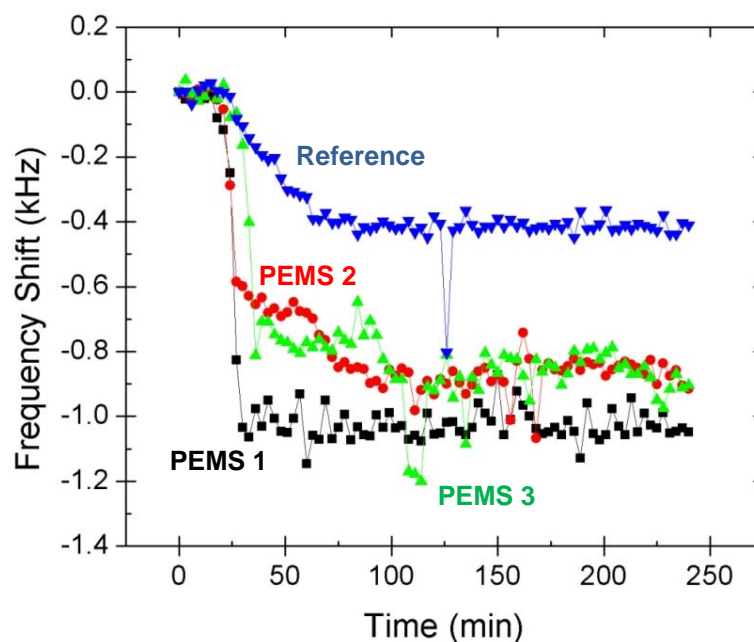 0.2
0.0
-0.2
-0.4
-0.6
-0.8
-1.0
-1.2
-1.4
Frequency Shift (kHz)
Reference
PEMS 2
PEMS 1
PEMS 3
0 50 100 150 200 250
Time (min)